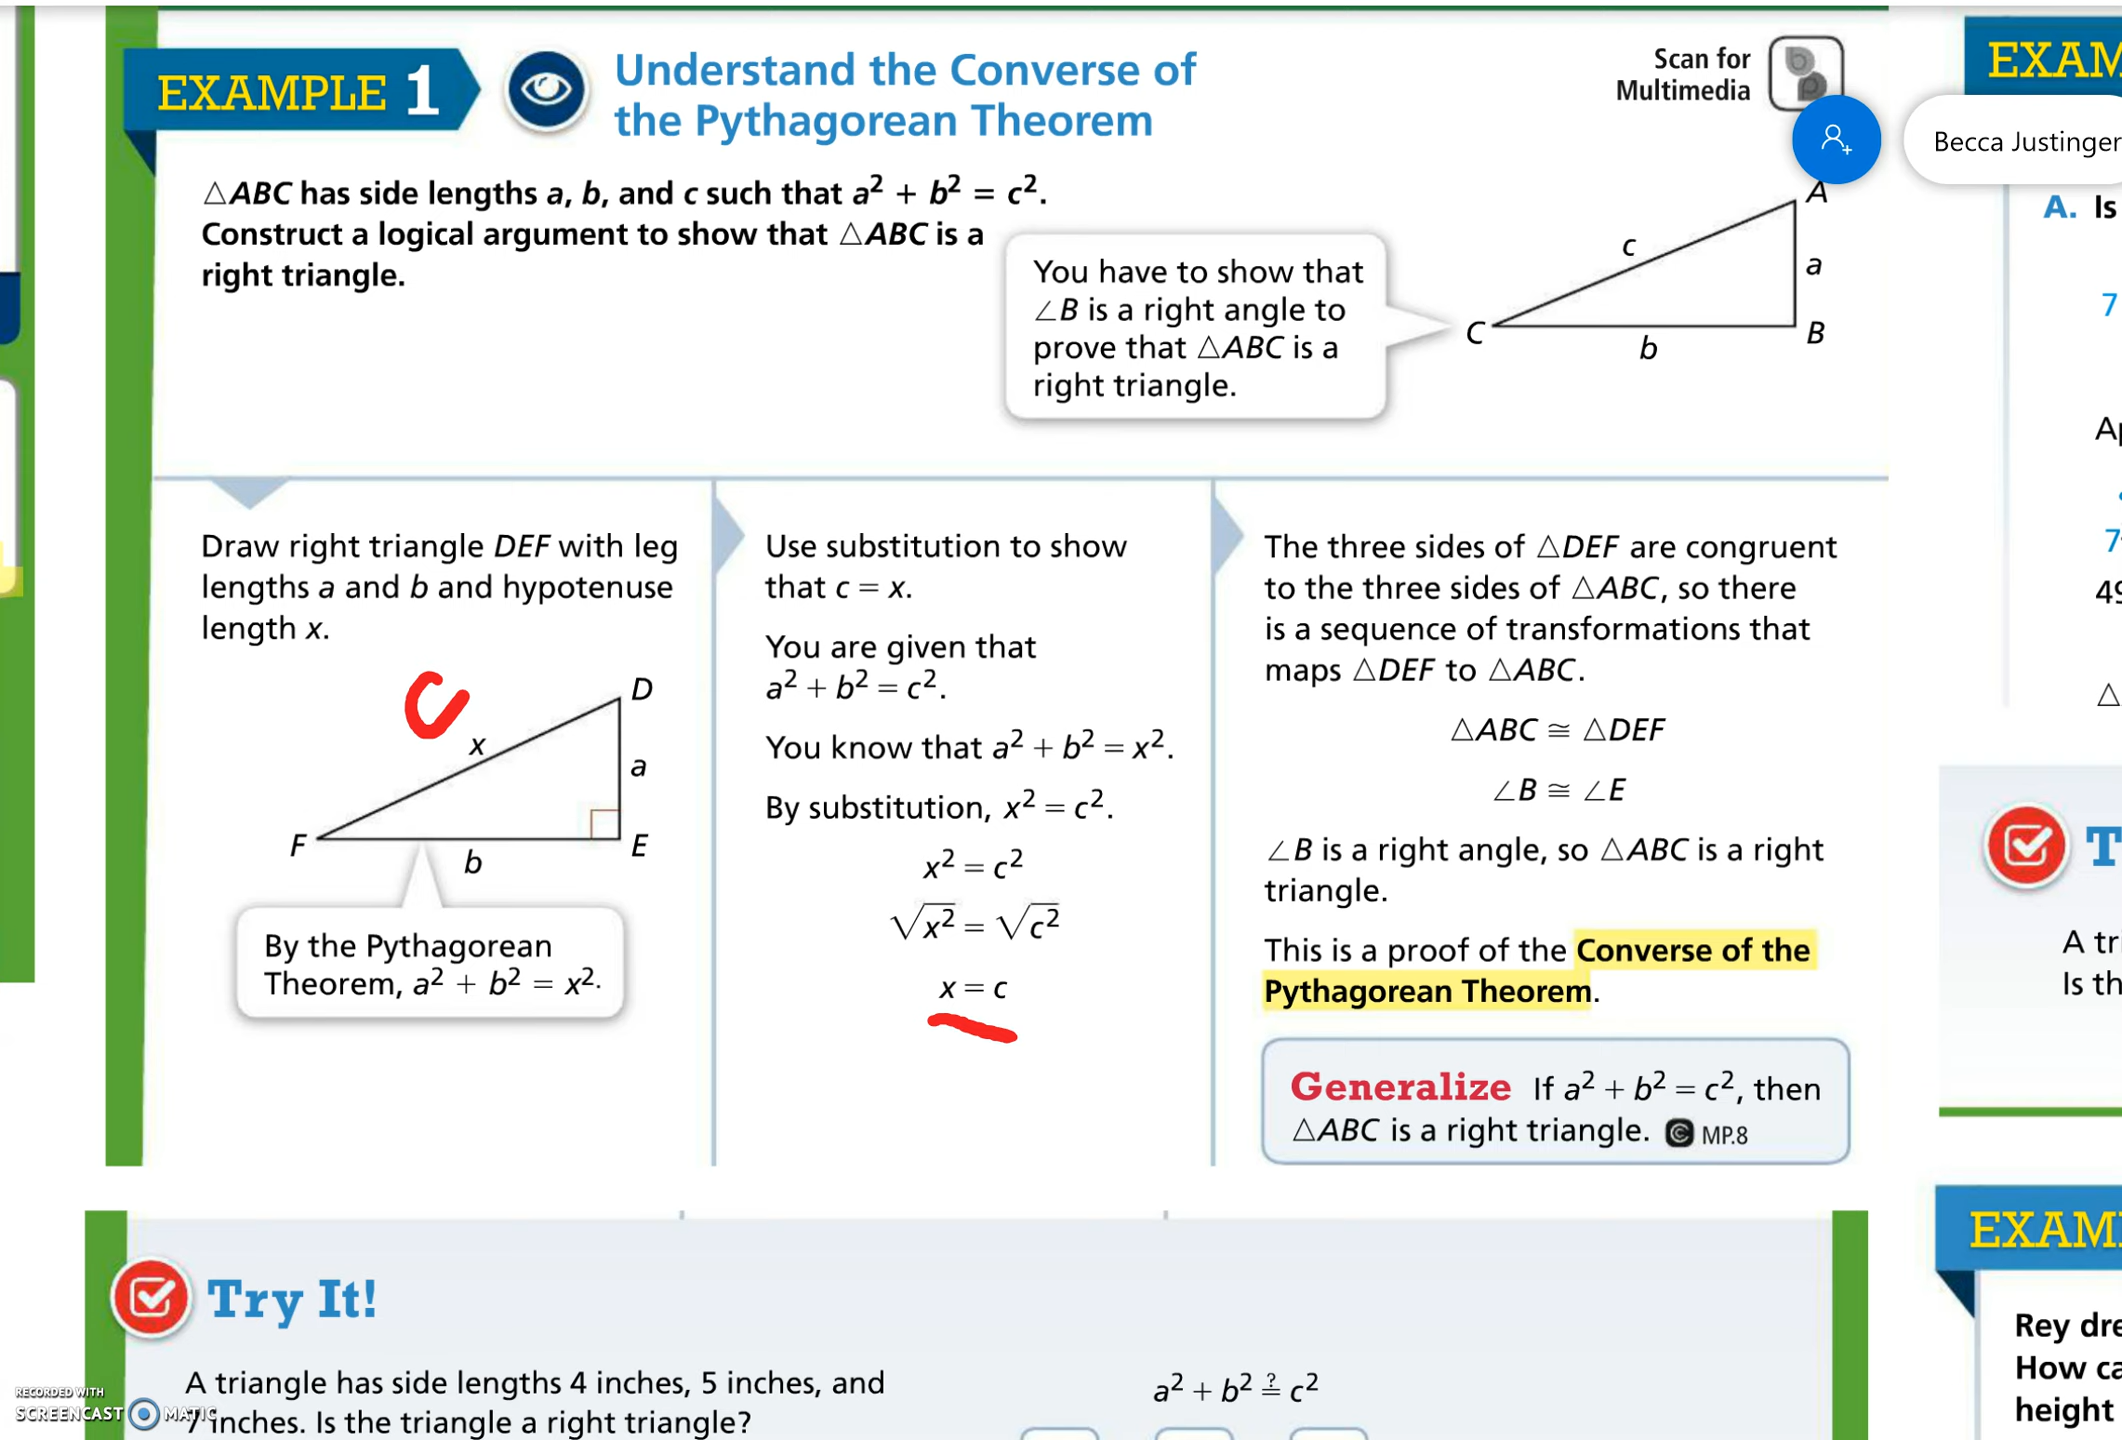 EXAMPLE 1
Understand the Converse of
the Pythagorean Theorem
Scan for
Multimedia
Becca Justinger
△ABC has side lengths a, b, and c such that a² + b² = c².
Construct a logical argument to show that △ABC is a
right triangle.
You have to show that
∠B is a right angle to
prove that △ABC is a
right triangle.
A
c
a
C
b
B
Draw right triangle DEF with leg
lengths a and b and hypotenuse
length x.
C
D
x
a
F
b
E
By the Pythagorean
Theorem, a² + b² = x².
Use substitution to show
that c = x.
You are given that
a² + b² = c².
You know that a² + b² = x².
By substitution, x² = c².
x² = c²
√x² = √c²
x = c
The three sides of △DEF are congruent
to the three sides of △ABC, so there
is a sequence of transformations that
maps △DEF to △ABC.
△ABC ≅ △DEF
∠B ≅ ∠E
∠B is a right angle, so △ABC is a right
triangle.
This is a proof of the Converse of the
Pythagorean Theorem.
Generalize If a² + b² = c², then
△ABC is a right triangle. MP.8
Try It!
A triangle has side lengths 4 inches, 5 inches, and
7 inches. Is the triangle a right triangle?
a² + b² ≟ c²
RECORDED WITH
SCREENCAST MATIC
EXAM
A. Is
7
49
△
T
A tri
Is th
EXAM
Rey dre
How ca
height